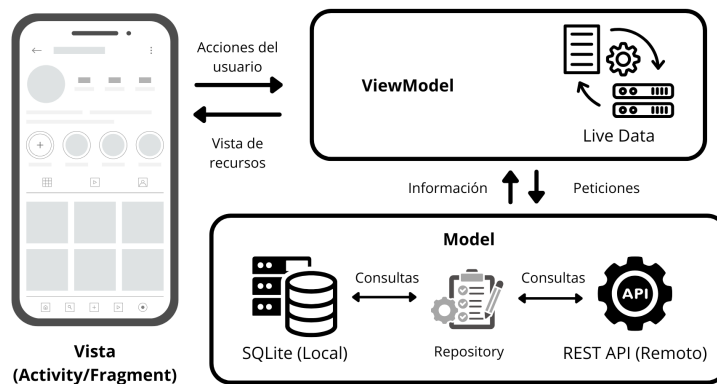 Acciones del
usuario
Vista de
recursos
Vista
(Activity/Fragment)
ViewModel
Live Data
Información
Peticiones
Model
Consultas
Consultas
API
SQLite (Local)
Repository
REST API (Remoto)